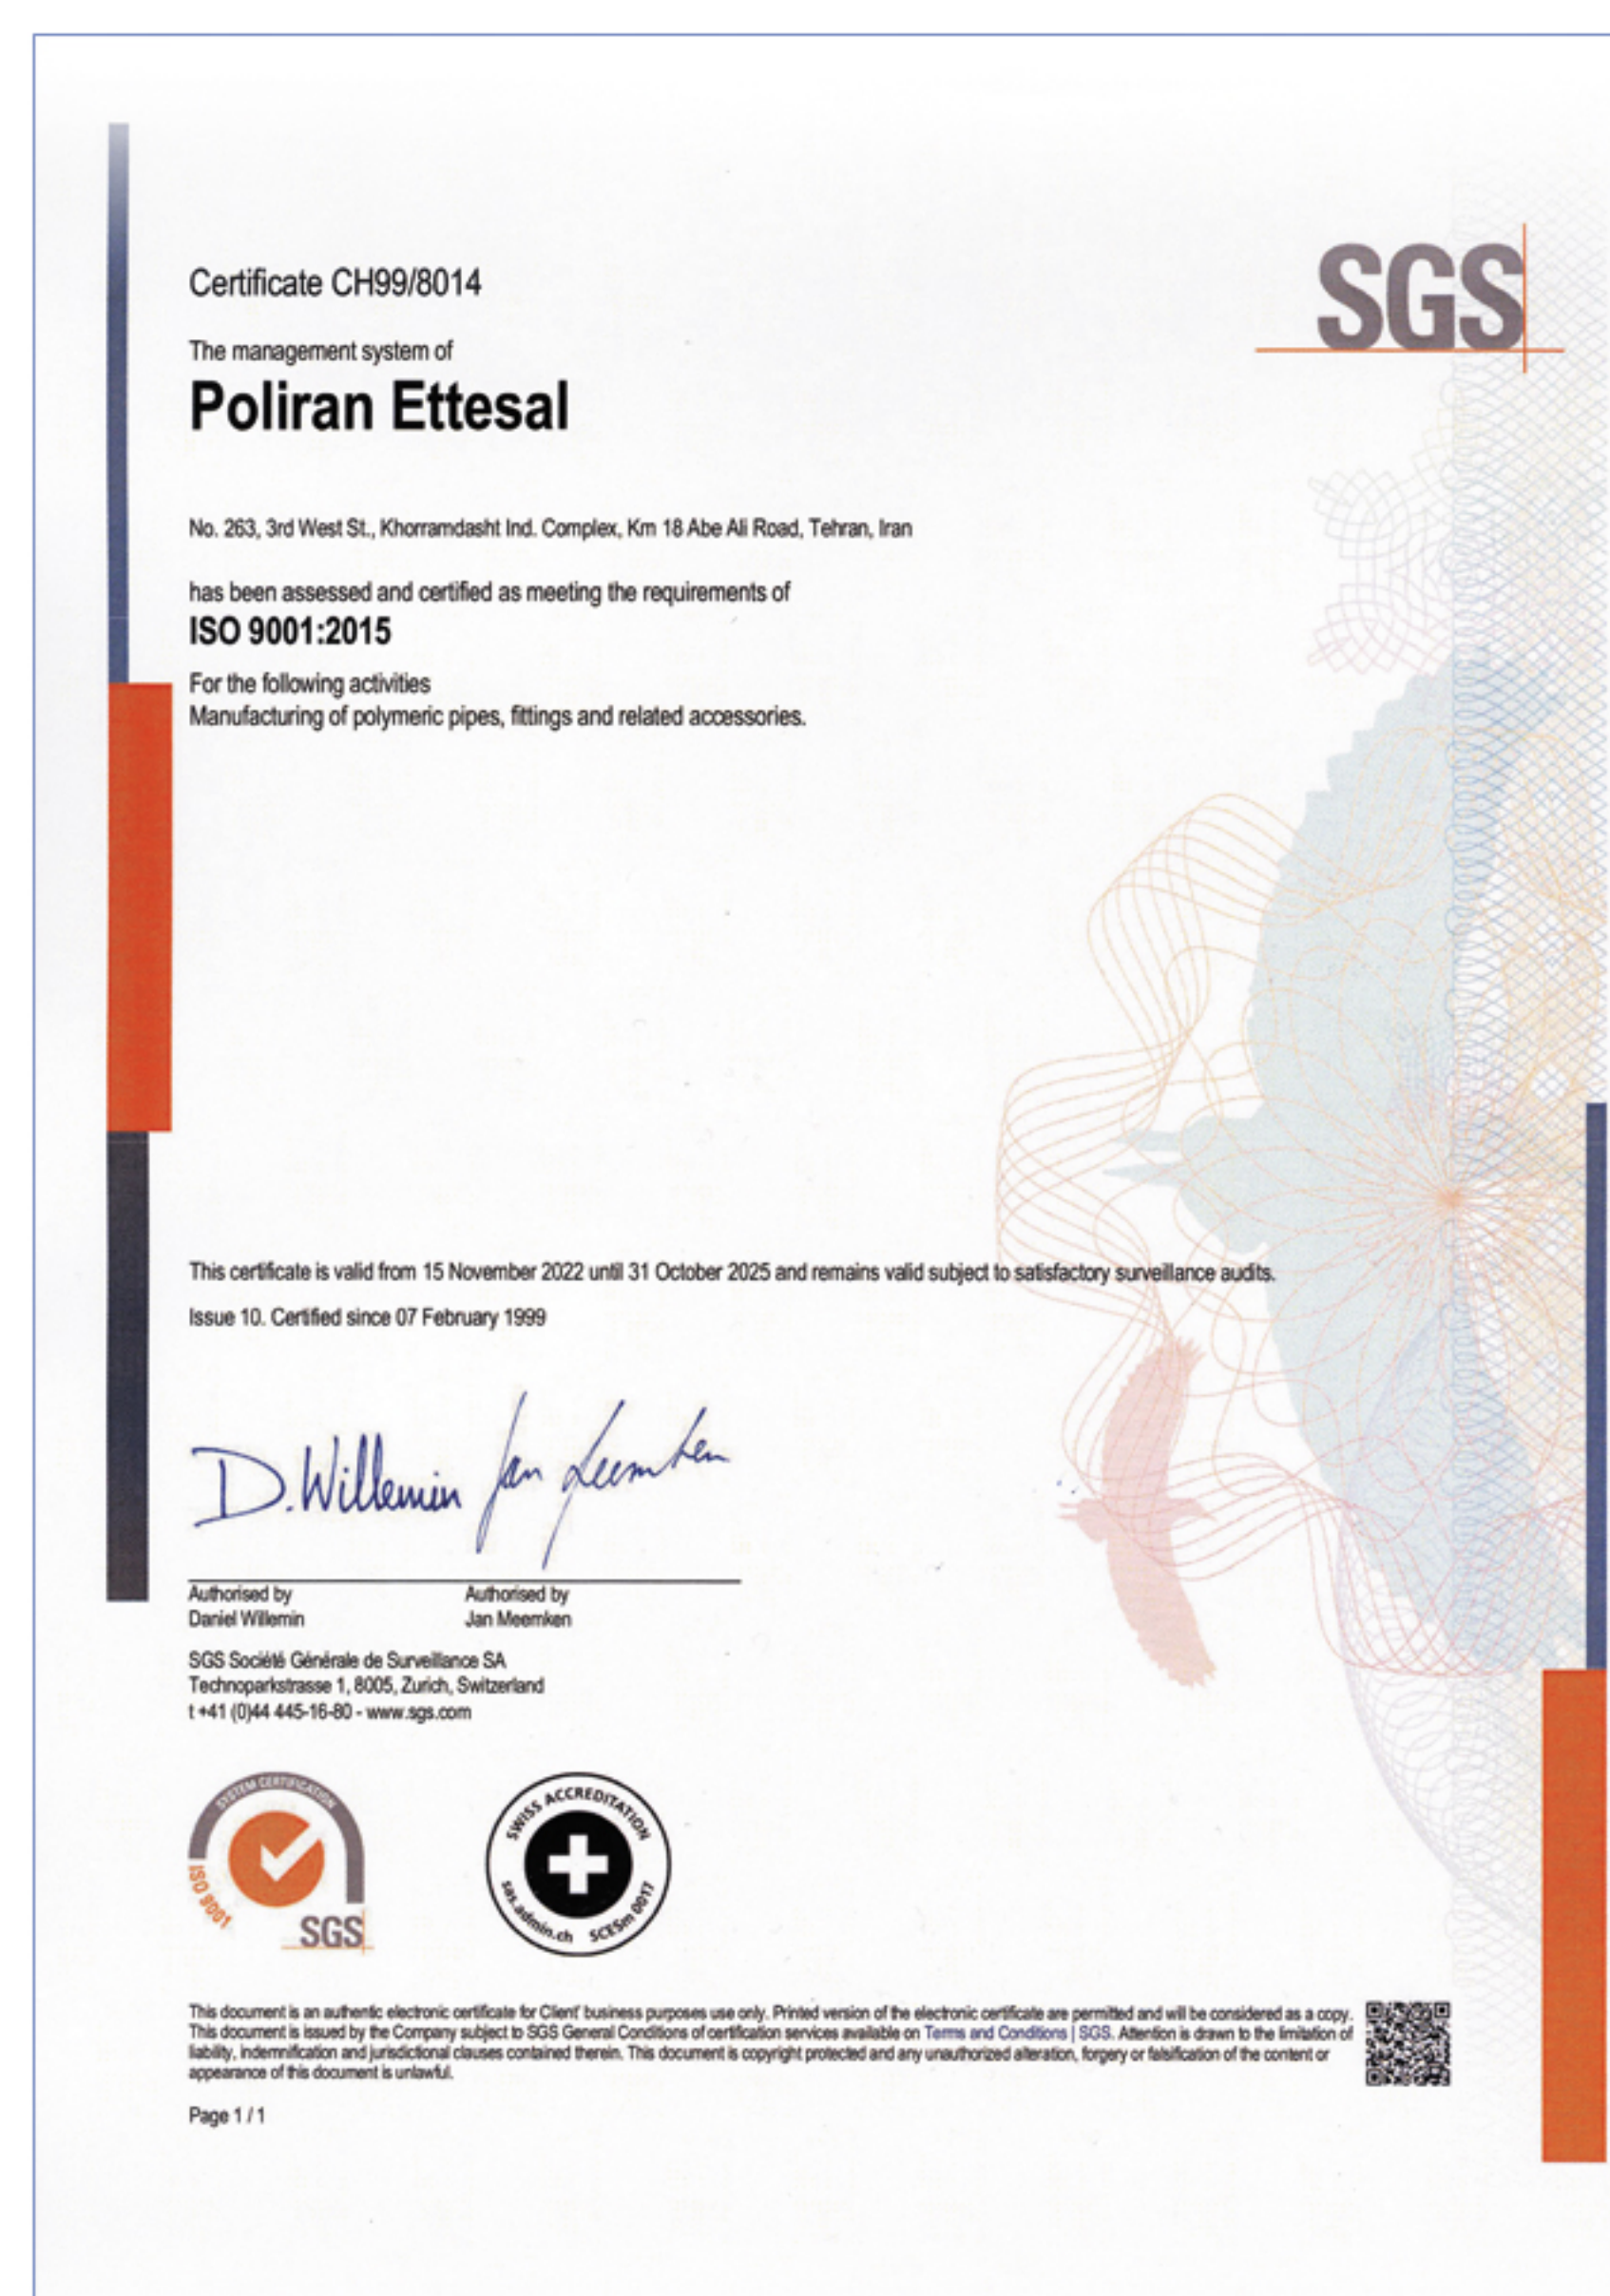 SGS
Certificate CH99/8014
The management system of
Poliran Ettesal
No. 263, 3rd West St., Khorramdasht Ind. Complex, Km 18 Abe Ali Road, Tehran, Iran
has been assessed and certified as meeting the requirements of
ISO 9001:2015
For the following activities
Manufacturing of polymeric pipes, fittings and related accessories.
This certificate is valid from 15 November 2022 until 31 October 2025 and remains valid subject to satisfactory surveillance audits.
Issue 10. Certified since 07 February 1999
D. Willemin Jan Meemken
Authorised by Authorised by
Daniel Willemin Jan Meemken
SGS Société Générale de Surveillance SA
Technoparkstrasse 1, 8005, Zurich, Switzerland
t +41 (0)44 445-16-80 - www.sgs.com
SYSTEM CERTIFICATION
ISO 9001
SGS
SWISS ACCREDITATION
sas.admin.ch SCESm 0017
This document is an authentic electronic certificate for Client' business purposes use only. Printed version of the electronic certificate are permitted and will be considered as a copy.
This document is issued by the Company subject to SGS General Conditions of certification services available on Terms and Conditions | SGS. Attention is drawn to the limitation of
liability, indemnification and jurisdictional clauses contained therein. This document is copyright protected and any unauthorized alteration, forgery or falsification of the content or
appearance of this document is unlawful.
Page 1 / 1